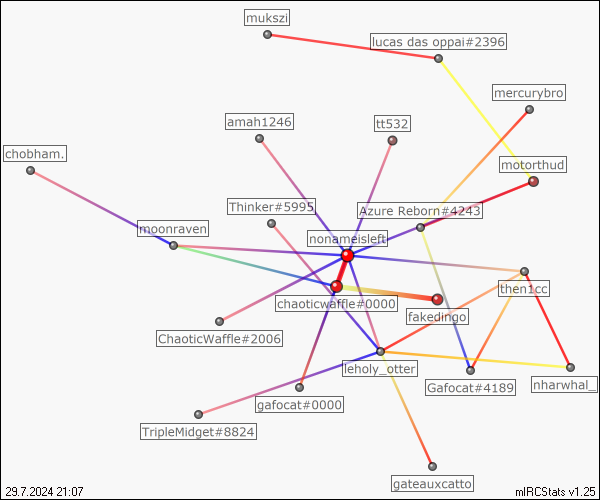 mukszi
lucas das oppai#2396
mercurybro
amah1246
tt532
chobham.
motorthud
Thinker#5995
Azure Reborn#4243
moonraven
nonameisleft
then1cc
chaoticwaffle#0000
fakedingo
ChaoticWaffle#2006
leholy_otter
Gafocat#4189
nharwhal_
gafocat#0000
TripleMidget#8824
gateauxcatto
29.7.2024 21:07
mIRCStats v1.25